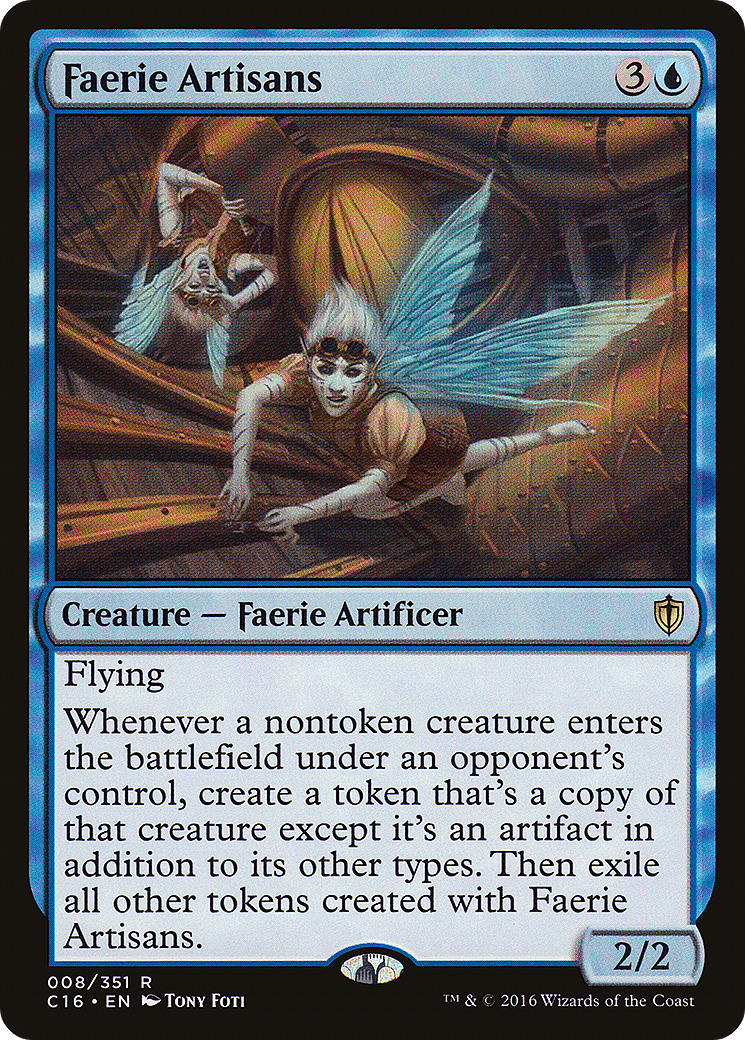 Faerie Artisans 3
Creature — Faerie Artificer
Flying
Whenever a nontoken creature enters
the battlefield under an opponent's
control, create a token that's a copy of
that creature except it's an artifact in
addition to its other types. Then exile
all other tokens created with Faerie
Artisans.
2/2
008/351 R
C16 • EN Tony Foti ™ & © 2016 Wizards of the Coast